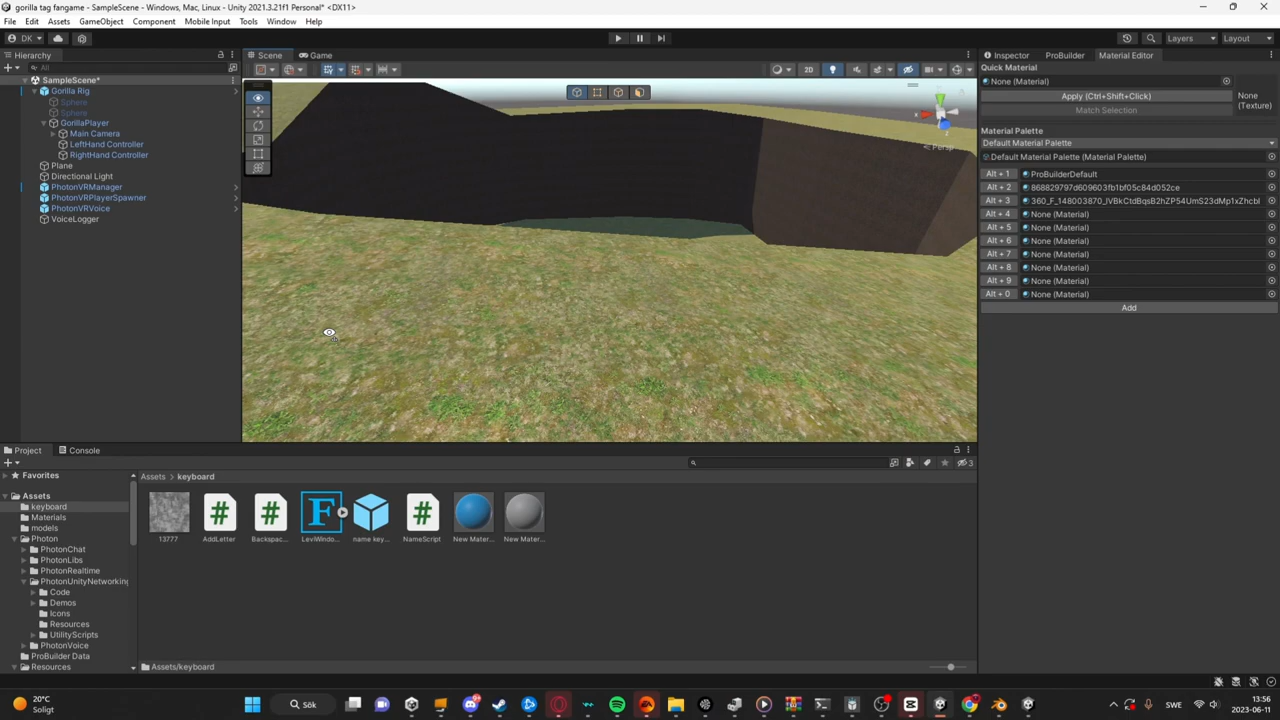 gorilla tag fangame - SampleScene - Windows, Mac, Linux - Unity 2021.3.21f1 Personal* <DX11>
File Edit Assets GameObject Component Mobile Input Tools Window Help
DK Layers Layout
Hierarchy Scene Game Inspector ProBuilder Material Editor
All
2D
SampleScene*
Gorilla Rig
Sphere
Sphere
GorillaPlayer
Main Camera
LeftHand Controller
RightHand Controller
Plane
Directional Light
PhotonVRManager
PhotonVRPlayerSpawner
PhotonVRVoice
VoiceLogger
x
z
Persp
Quick Material
None (Material)
Apply (Ctrl+Shift+Click)
Match Selection
None
(Texture)
Material Palette
Default Material Palette
Default Material Palette (Material Palette)
Alt + 1 ProBuilderDefault
Alt + 2 868829797d609603fb1bf05c84d052ce
Alt + 3
Alt + 4 None (Material)
Alt + 5 None (Material)
Alt + 6 None (Material)
Alt + 7 None (Material)
Alt + 8 None (Material)
Alt + 9 None (Material)
Alt + 0 None (Material)
Add
Project Console
3
Favorites
Assets
keyboard
Materials
models
Photon
PhotonChat
PhotonLibs
PhotonRealtime
PhotonUnityNetworking
Code
Demos
Icons
Resources
UtilityScripts
PhotonVoice
ProBuilder Data
Resources
Assets > keyboard
13777 AddLetter Backspac... LeviWindo... name key... NameScript New Mater... New Mater...
Assets/keyboard
20°C
Soligt
Sök
SWE
13:56
2023-06-11